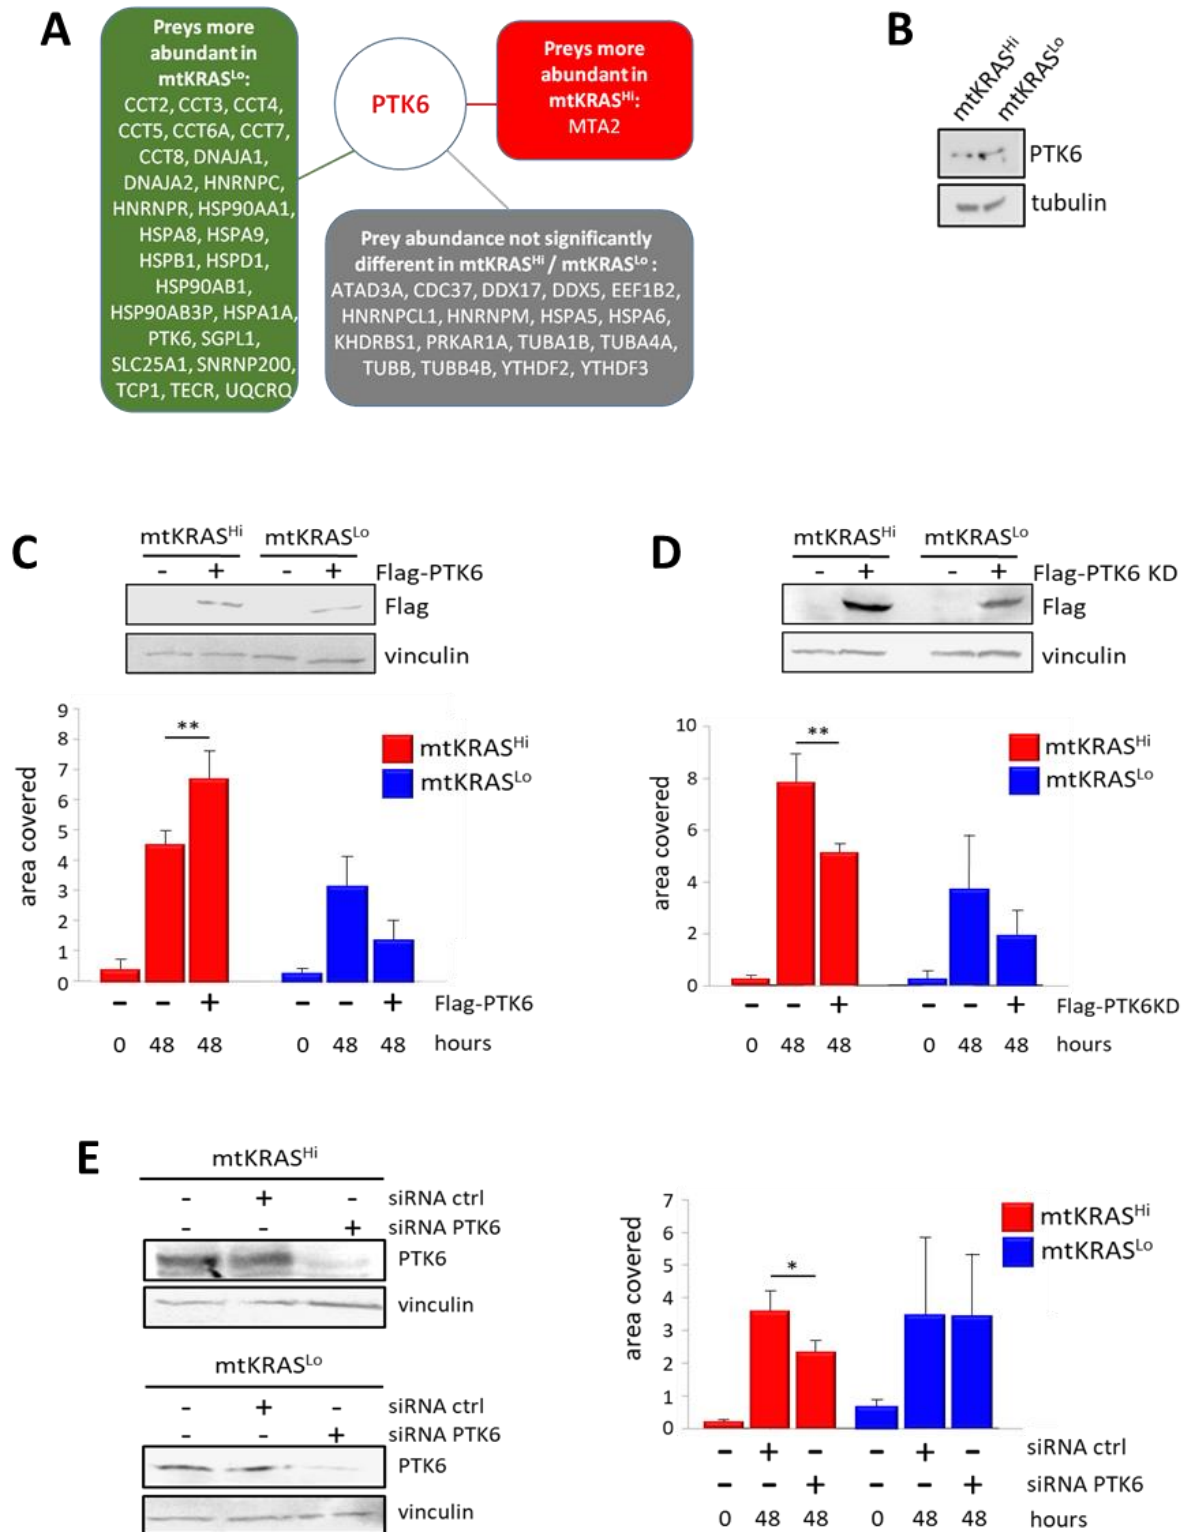 A
Preys more
abundant in
mtKRASLo:
CCT2, CCT3, CCT4,
CCT5, CCT6A, CCT7,
CCT8, DNAJA1,
DNAJA2, HNRNPC,
HNRNPR, HSP90AA1,
HSPA8, HSPA9,
HSPB1, HSPD1,
HSP90AB1,
HSP90AB3P, HSPA1A,
PTK6, SGPL1,
SLC25A1, SNRNP200,
TCP1, TECR, UQCRQ
PTK6
Preys more
abundant in
mtKRASHi:
MTA2
Prey abundance not significantly
different in mtKRASHi / mtKRASLo :
ATAD3A, CDC37, DDX17, DDX5, EEF1B2,
HNRNPCL1, HNRNPM, HSPA5, HSPA6,
KHDRBS1, PRKAR1A, TUBA1B, TUBA4A,
TUBB, TUBB4B, YTHDF2, YTHDF3
B
mtKRASHi mtKRASLo
PTK6
tubulin
C
mtKRASHi mtKRASLo
- + - + Flag-PTK6
Flag
vinculin
9
8
7
6
5
4
3
2
1
0
area covered
**
mtKRASHi
mtKRASLo
- - + - - + Flag-PTK6
0 48 48 0 48 48 hours
D
mtKRASHi mtKRASLo
- + - + Flag-PTK6 KD
Flag
vinculin
10
8
6
4
2
0
area covered
**
mtKRASHi
mtKRASLo
- - + - - + Flag-PTK6KD
0 48 48 0 48 48 hours
E
mtKRASHi
- + - siRNA ctrl
- - + siRNA PTK6
PTK6
vinculin
mtKRASLo
- + - siRNA ctrl
- - + siRNA PTK6
PTK6
vinculin
7
6
5
4
3
2
1
0
area covered
*
mtKRASHi
mtKRASLo
- + - - + - siRNA ctrl
- - + - - + siRNA PTK6
0 48 48 0 48 48 hours